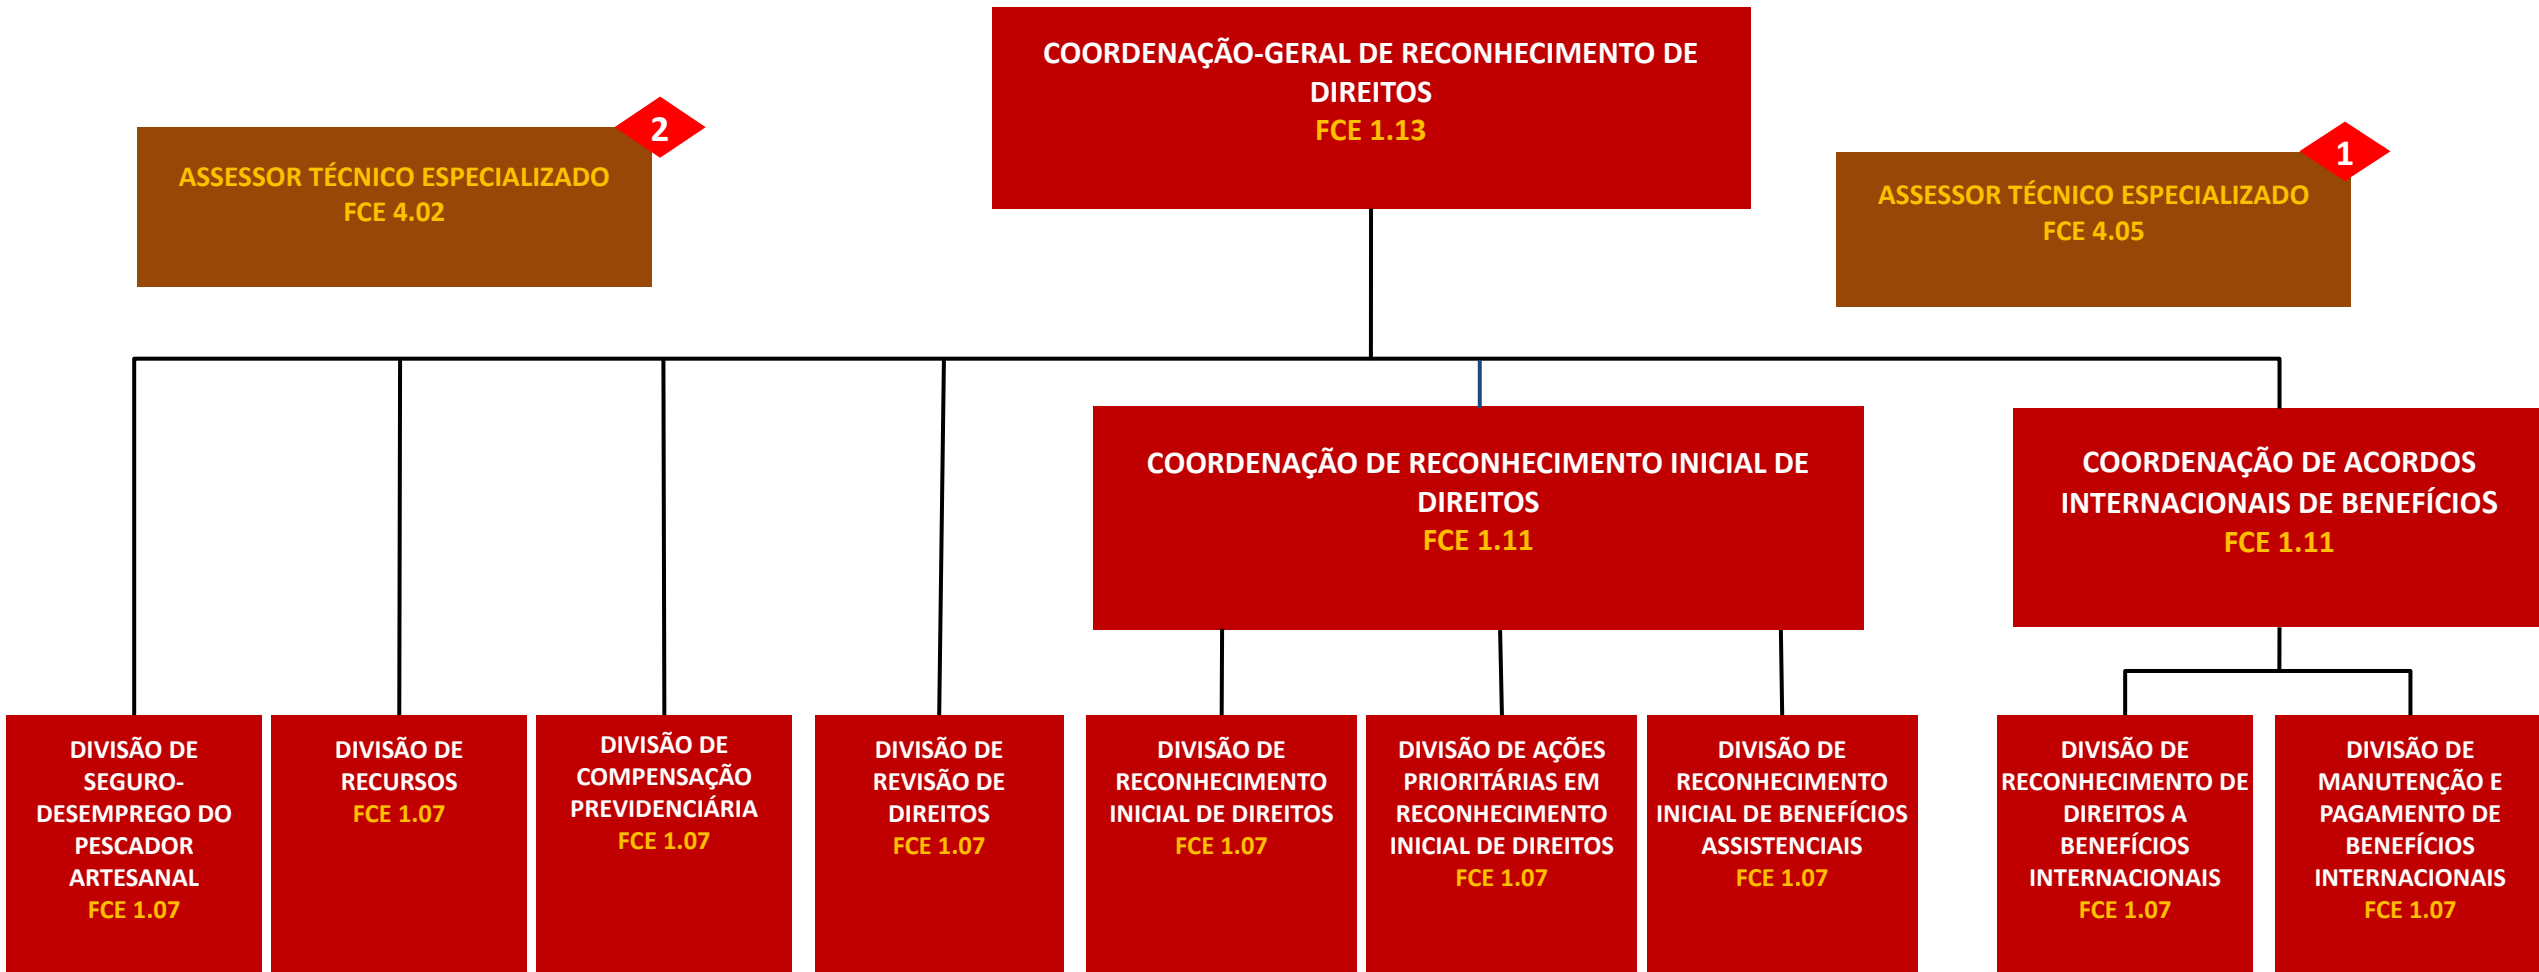 COORDENAÇÃO-GERAL DE RECONHECIMENTO DE
DIREITOS
FCE 1.13
2
ASSESSOR TÉCNICO ESPECIALIZADO
FCE 4.02
1
ASSESSOR TÉCNICO ESPECIALIZADO
FCE 4.05
COORDENAÇÃO DE RECONHECIMENTO INICIAL DE
DIREITOS
FCE 1.11
COORDENAÇÃO DE ACORDOS
INTERNACIONAIS DE BENEFÍCIOS
FCE 1.11
DIVISÃO DE
SEGURO-
DESEMPREGO DO
PESCADOR
ARTESANAL
FCE 1.07
DIVISÃO DE
RECURSOS
FCE 1.07
DIVISÃO DE
COMPENSAÇÃO
PREVIDENCIÁRIA
FCE 1.07
DIVISÃO DE
REVISÃO DE
DIREITOS
FCE 1.07
DIVISÃO DE
RECONHECIMENTO
INICIAL DE DIREITOS
FCE 1.07
DIVISÃO DE AÇÕES
PRIORITÁRIAS EM
RECONHECIMENTO
INICIAL DE DIREITOS
FCE 1.07
DIVISÃO DE
RECONHECIMENTO
INICIAL DE BENEFÍCIOS
ASSISTENCIAIS
FCE 1.07
DIVISÃO DE
RECONHECIMENTO DE
DIREITOS A
BENEFÍCIOS
INTERNACIONAIS
FCE 1.07
DIVISÃO DE
MANUTENÇÃO E
PAGAMENTO DE
BENEFÍCIOS
INTERNACIONAIS
FCE 1.07